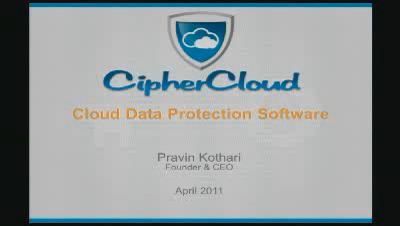 CipherCloud
Cloud Data Protection Software
Pravin Kothari
Founder & CEO
April 2011